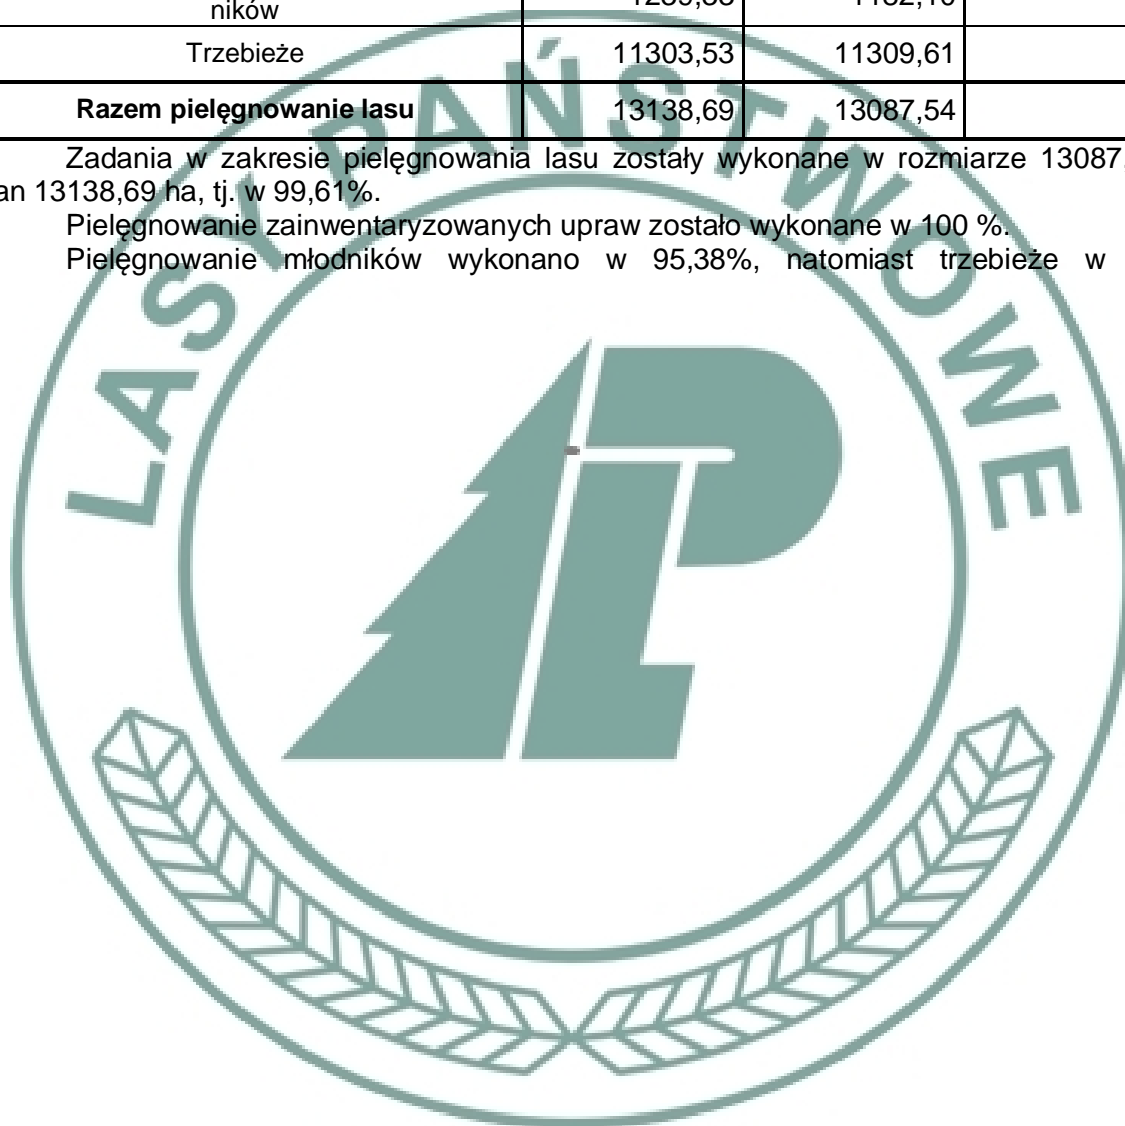 ników
Trzebieże 11303,53 11309,61
Razem pielęgnowanie lasu 13138,69 13087,54
Zadania w zakresie pielęgnowania lasu zostały wykonane w rozmiarze 13087,
an 13138,69 ha, tj. w 99,61%.
Pielęgnowanie zainwentaryzowanych upraw zostało wykonane w 100 %.
Pielęgnowanie młodników wykonano w 95,38%, natomiast trzebieże w
LASY PAŃSTWOWE